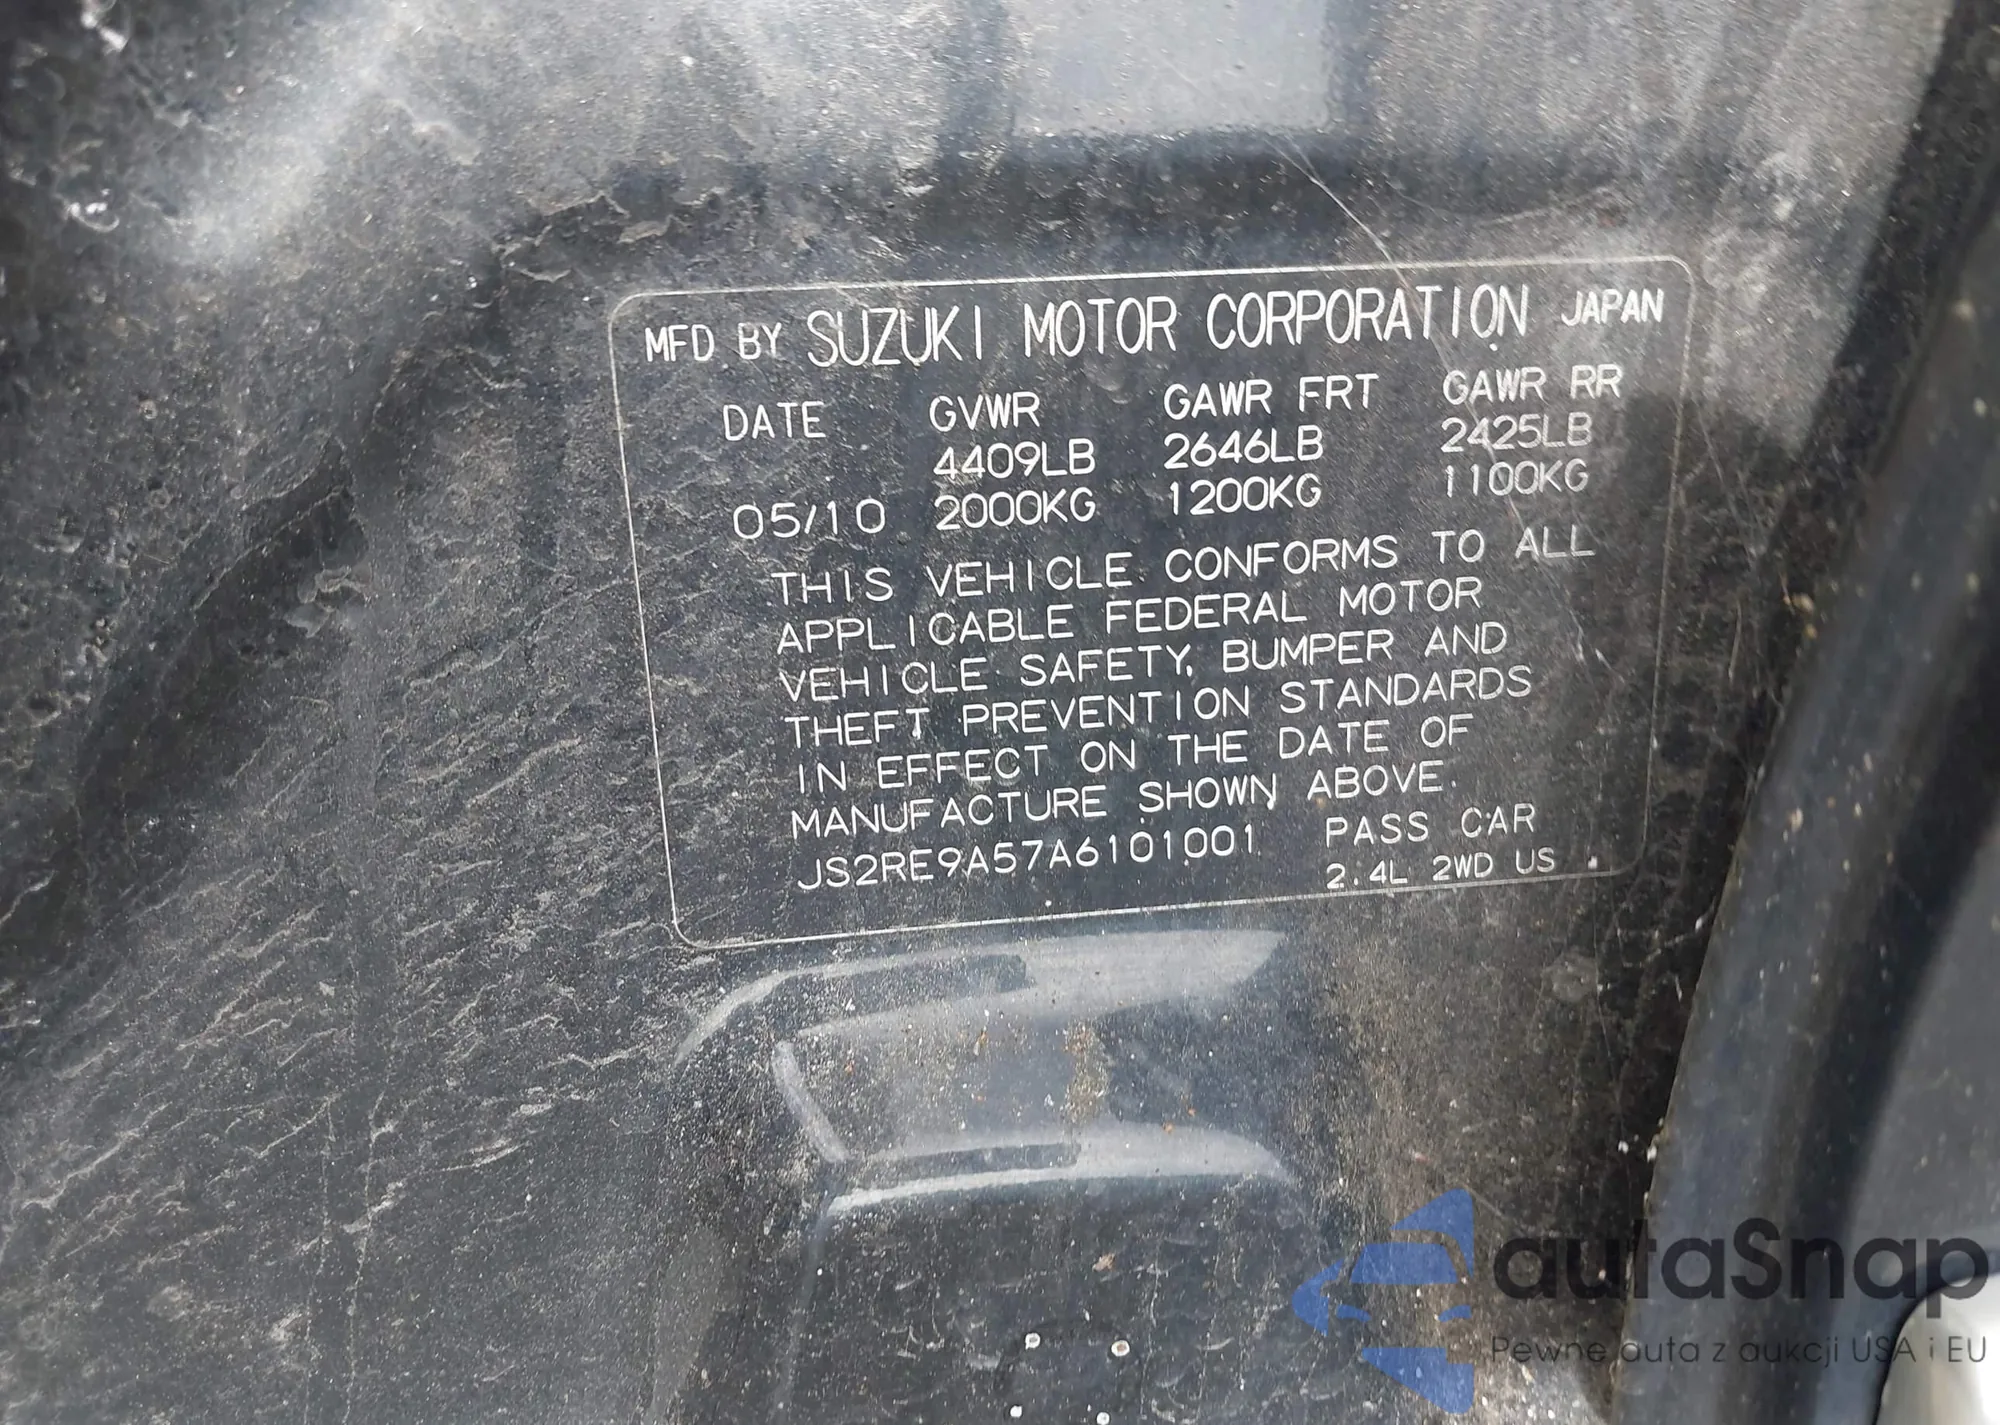 MFD BY SUZUKI MOTOR CORPORATION JAPAN
DATE GVWR GAWR FRT GAWR RR
4409LB 2646LB 2425LB
05/10 2000KG 1200KG 1100KG
THIS VEHICLE CONFORMS TO ALL
APPLICABLE FEDERAL MOTOR
VEHICLE SAFETY, BUMPER AND
THEFT PREVENTION STANDARDS
IN EFFECT ON THE DATE OF
MANUFACTURE SHOWN ABOVE.
JS2RE9A57A6101001 PASS CAR
2.4L 2WD US
autaSnap
Pewne auta z aukcji USA i EU